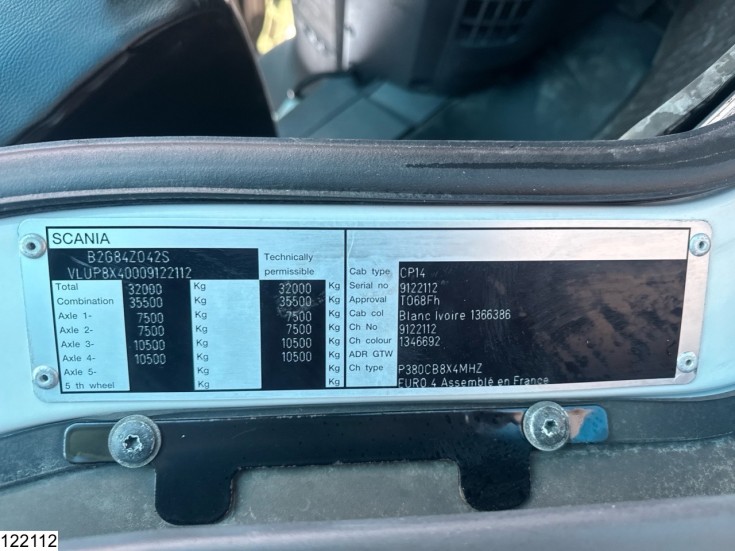 SCANIA
B2G84Z042S
VLUP8X40009122112
Technically
permissible
Total 32000 Kg 32000 Kg
Combination 35500 Kg 35500 Kg
Axle 1- 7500 Kg 7500 Kg
Axle 2- 7500 Kg 7500 Kg
Axle 3- 10500 Kg 10500 Kg
Axle 4- 10500 Kg 10500 Kg
Axle 5- Kg Kg
5 th wheel Kg Kg
Cab type CP14
Serial no 9122112
Approval T068Fh
Cab col Blanc Ivoire 1366386
Ch No 9122112
Ch colour 1346692
ADR GTW
Ch type P380CB8X4MHZ
EURO 4 Assemblé en France
122112